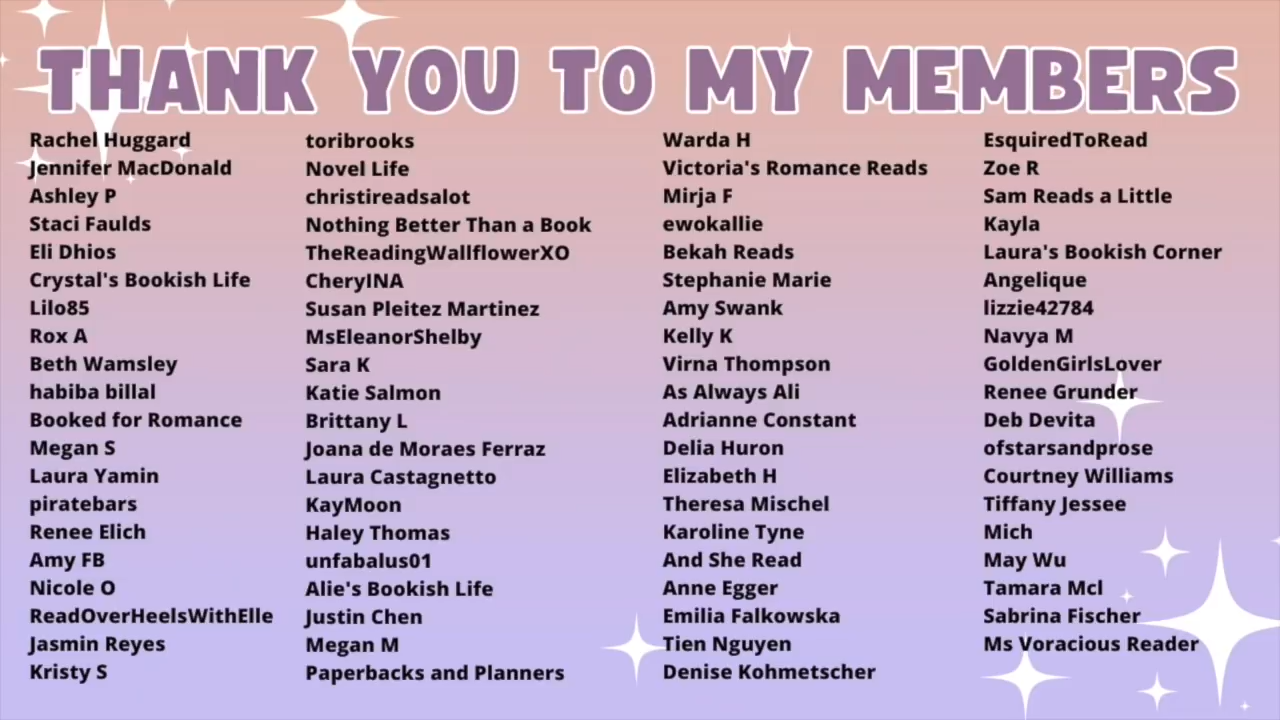 THANK YOU TO MY MEMBERS
Rachel Huggard
Jennifer MacDonald
Ashley P
Staci Faulds
Eli Dhios
Crystal's Bookish Life
Lilo85
Rox A
Beth Wamsley
habiba billal
Booked for Romance
Megan S
Laura Yamin
piratebars
Renee Elich
Amy FB
Nicole O
ReadOverHeelsWithElle
Jasmin Reyes
Kristy S
toribrooks
Novel Life
christireadsalot
Nothing Better Than a Book
TheReadingWallflowerXO
CheryINA
Susan Pleitez Martinez
MsEleanorShelby
Sara K
Katie Salmon
Brittany L
Joana de Moraes Ferraz
Laura Castagnetto
KayMoon
Haley Thomas
unfabalus01
Alie's Bookish Life
Justin Chen
Megan M
Paperbacks and Planners
Warda H
Victoria's Romance Reads
Mirja F
ewokallie
Bekah Reads
Stephanie Marie
Amy Swank
Kelly K
Virna Thompson
As Always Ali
Adrianne Constant
Delia Huron
Elizabeth H
Theresa Mischel
Karoline Tyne
And She Read
Anne Egger
Emilia Falkowska
Tien Nguyen
Denise Kohmetscher
EsquiredToRead
Zoe R
Sam Reads a Little
Kayla
Laura's Bookish Corner
Angelique
lizzie42784
Navya M
GoldenGirlsLover
Renee Grunder
Deb Devita
ofstarsandprose
Courtney Williams
Tiffany Jessee
Mich
May Wu
Tamara Mcl
Sabrina Fischer
Ms Voracious Reader